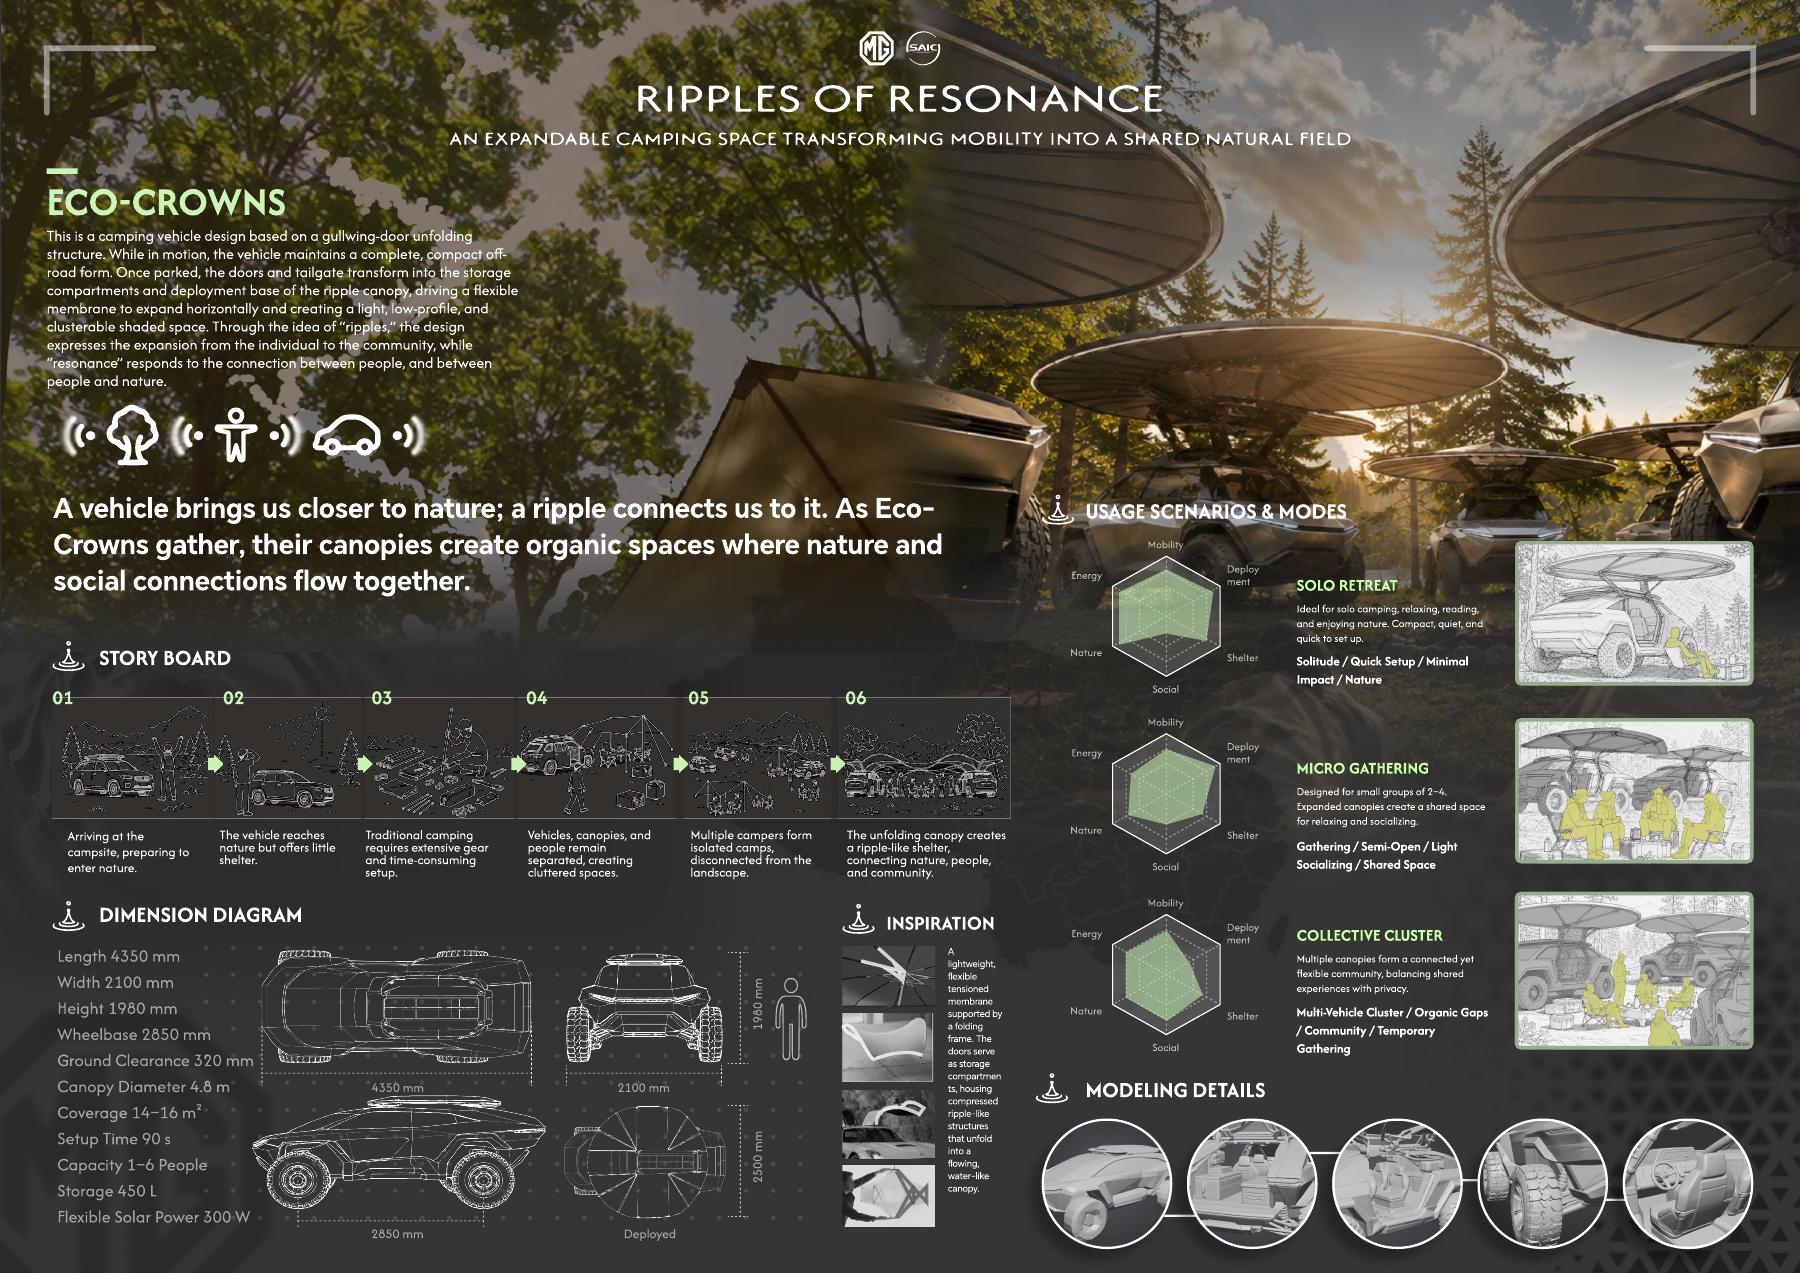 MG
SAIC
RIPPLES OF RESONANCE
AN EXPANDABLE CAMPING SPACE TRANSFORMING MOBILITY INTO A SHARED NATURAL FIELD
ECO-CROWNS
This is a camping vehicle design based on a gullwing-door unfolding
structure. While in motion, the vehicle maintains a complete, compact off-
road form. Once parked, the doors and tailgate transform into the storage
compartments and deployment base of the ripple canopy, driving a flexible
membrane to expand horizontally and creating a light, low-profile, and
clusterable shaded space. Through the idea of “ripples,” the design
expresses the expansion from the individual to the community, while
“resonance” responds to the connection between people, and between
people and nature.
A vehicle brings us closer to nature; a ripple connects us to it. As Eco-
Crowns gather, their canopies create organic spaces where nature and
social connections flow together.
STORY BOARD
01
02
03
04
05
06
Arriving at the
campsite, preparing to
enter nature.
The vehicle reaches
nature but offers little
shelter.
Traditional camping
requires extensive gear
and time-consuming
setup.
Vehicles, canopies, and
people remain
separated, creating
cluttered spaces.
Multiple campers form
isolated camps,
disconnected from the
landscape.
The unfolding canopy creates
a ripple-like shelter,
connecting nature, people,
and community.
DIMENSION DIAGRAM
Length 4350 mm
Width 2100 mm
Height 1980 mm
Wheelbase 2850 mm
Ground Clearance 320 mm
Canopy Diameter 4.8 m
Coverage 14–16 m²
Setup Time 90 s
Capacity 1–6 People
Storage 450 L
Flexible Solar Power 300 W
4350 mm
2100 mm
1980 mm
2850 mm
2500 mm
Deployed
INSPIRATION
A
lightweight,
flexible
tensioned
membrane
supported by
a folding
frame. The
doors serve
as storage
compartmen
ts, housing
compressed
ripple-like
structures
that unfold
into a
flowing,
water-like
canopy.
USAGE SCENARIOS & MODES
Mobility
Deploy
ment
Shelter
Social
Nature
Energy
SOLO RETREAT
Ideal for solo camping, relaxing, reading,
and enjoying nature. Compact, quiet, and
quick to set up.
Solitude / Quick Setup / Minimal
Impact / Nature
Mobility
Deploy
ment
Shelter
Social
Nature
Energy
MICRO GATHERING
Designed for small groups of 2–4.
Expanded canopies create a shared space
for relaxing and socializing.
Gathering / Semi-Open / Light
Socializing / Shared Space
Mobility
Deploy
ment
Shelter
Social
Nature
Energy
COLLECTIVE CLUSTER
Multiple canopies form a connected yet
flexible community, balancing shared
experiences with privacy.
Multi-Vehicle Cluster / Organic Gaps
/ Community / Temporary
Gathering
MODELING DETAILS